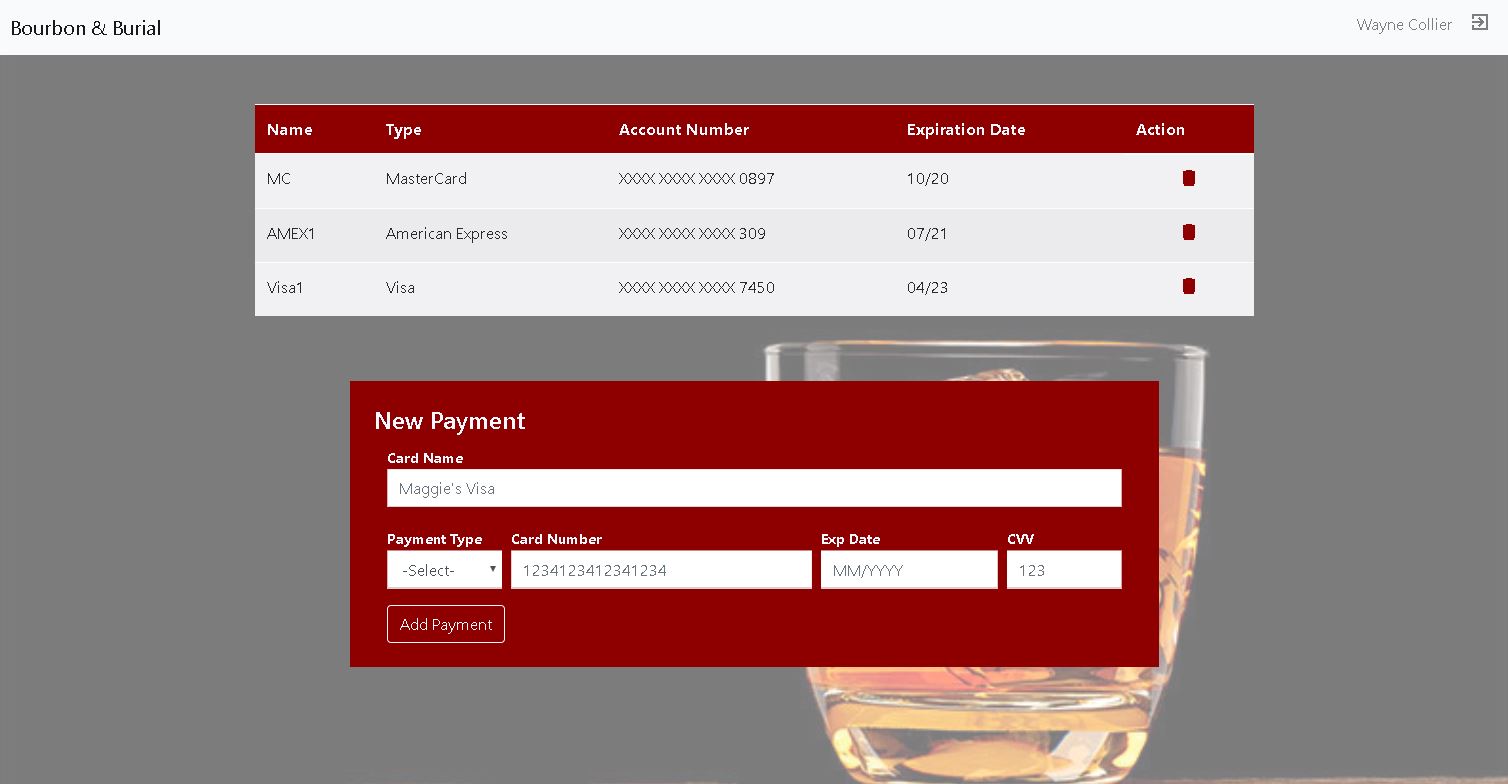 Bourbon & Burial
Wayne Collier
Name Type Account Number Expiration Date Action
MC MasterCard XXXX XXXX XXXX 0897 10/20
AMEX1 American Express XXXX XXXX XXXX 309 07/21
Visa1 Visa XXXX XXXX XXXX 7450 04/23
New Payment
Card Name
Maggie's Visa
Payment Type Card Number Exp Date CVV
-Select- 1234123412341234 MM/YYYY 123
Add Payment